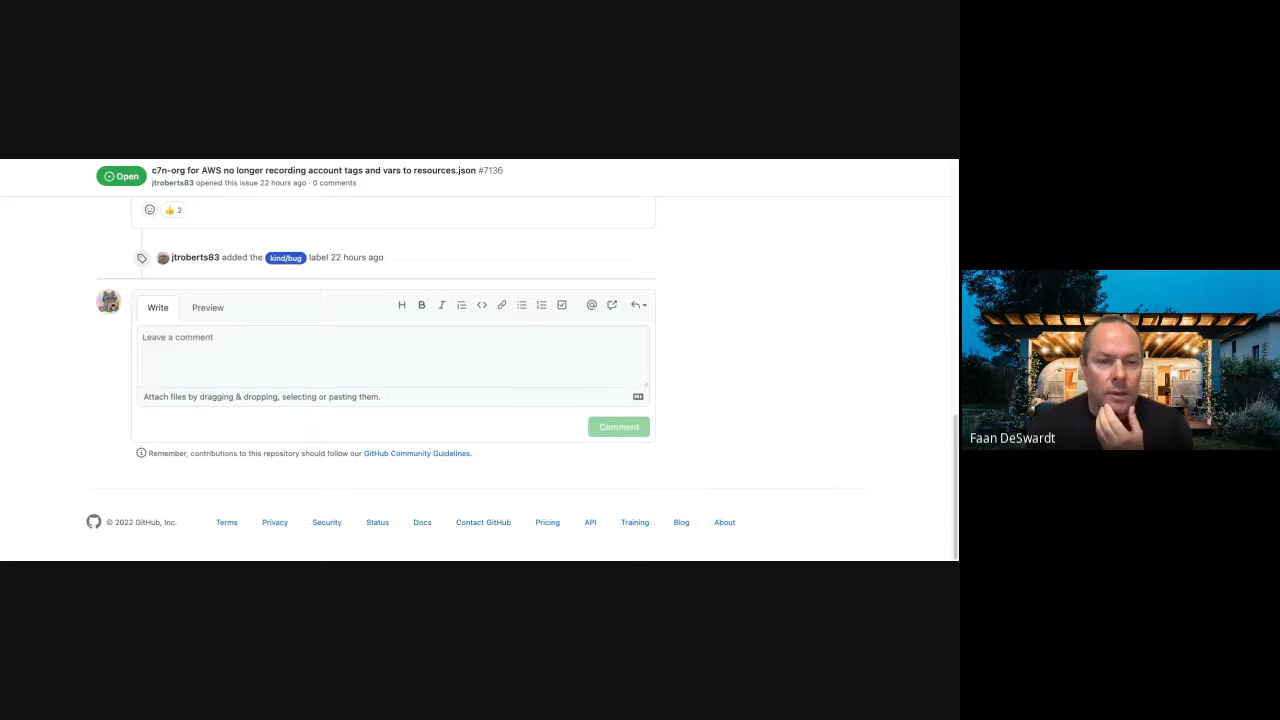 Open
c7n-org for AWS no longer recording account tags and vars to resources.json #7136
jtroberts83 opened this issue 22 hours ago · 0 comments
👍 2
jtroberts83 added the kind/bug label 22 hours ago
Write Preview
Leave a comment
Attach files by dragging & dropping, selecting or pasting them.
Comment
Remember, contributions to this repository should follow our GitHub Community Guidelines.
© 2022 GitHub, Inc. Terms Privacy Security Status Docs Contact GitHub Pricing API Training Blog About
Faan DeSwardt